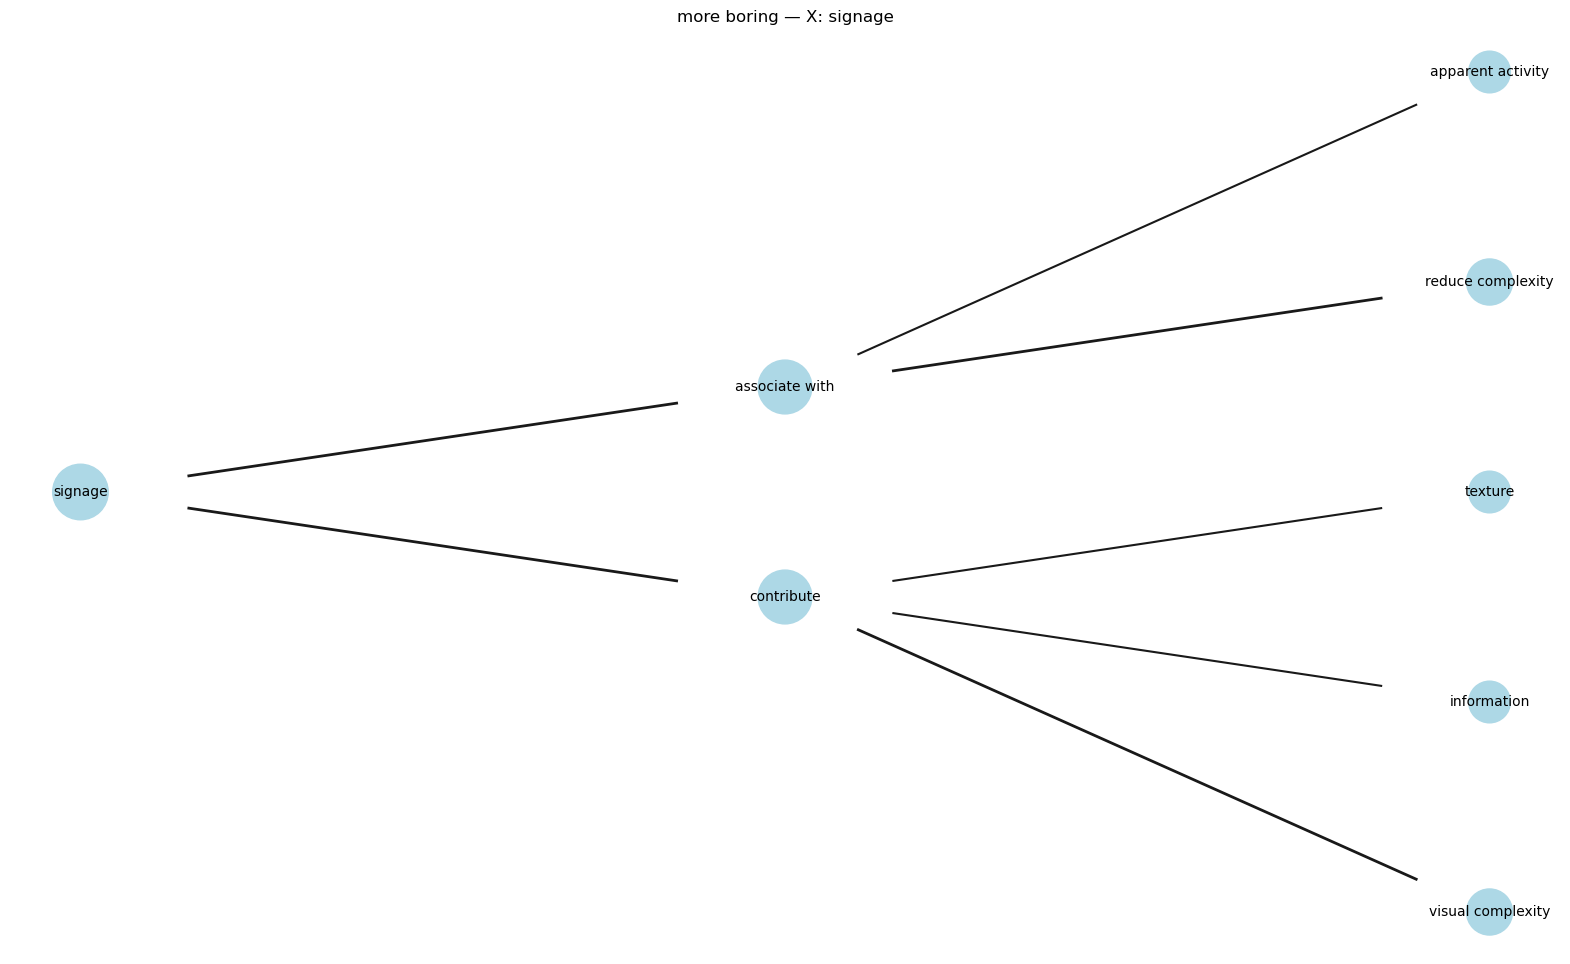 more boring — X: signage
apparent activity
reduce complexity
associate with
signage
texture
contribute
information
visual complexity